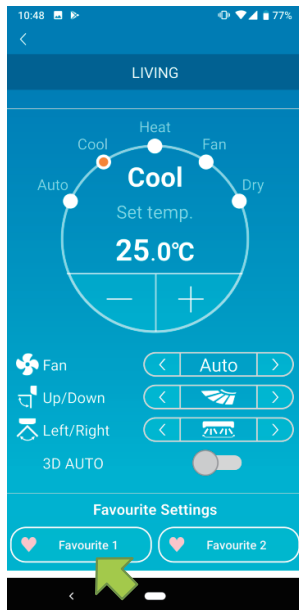 10:48 77%
LIVING
Heat
Cool Fan
Auto Cool Dry
Set temp.
25.0°C
Fan Auto
Up/Down
Left/Right
3D AUTO
Favourite Settings
Favourite 1 Favourite 2